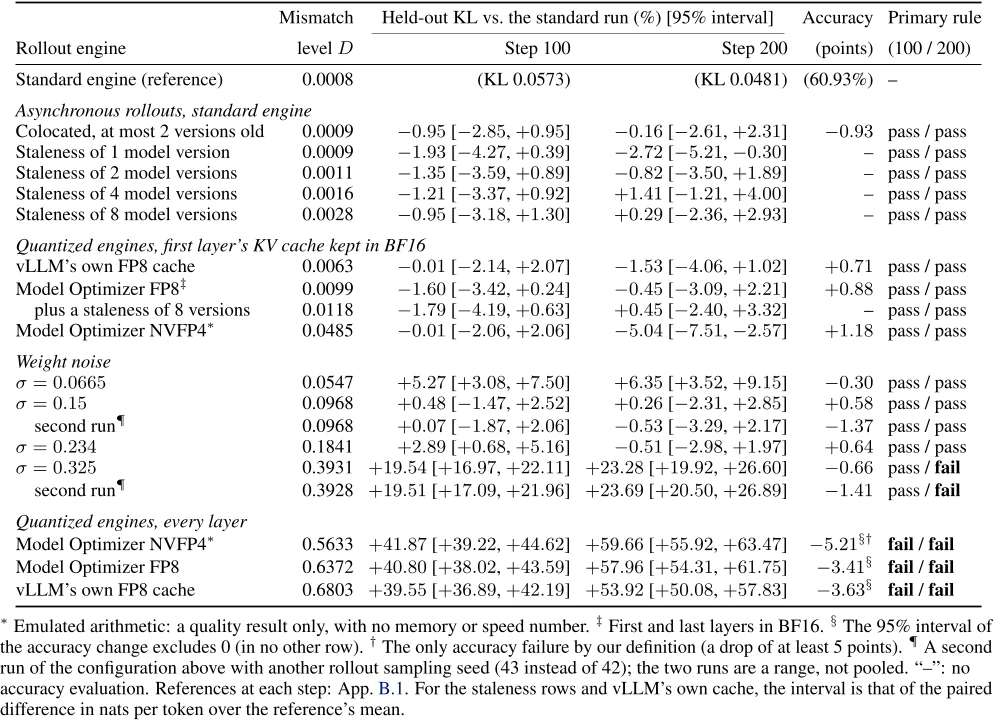 Mismatch Held-out KL vs. the standard run (%) [95% interval] Accuracy Primary rule
Rollout engine level D Step 100 Step 200 (points) (100 / 200)
Standard engine (reference) 0.0008 (KL 0.0573) (KL 0.0481) (60.93%) –
Asynchronous rollouts, standard engine
Colocated, at most 2 versions old 0.0009 −0.95 [−2.85, +0.95] −0.16 [−2.61, +2.31] −0.93 pass / pass
Staleness of 1 model version 0.0009 −1.93 [−4.27, +0.39] −2.72 [−5.21, −0.30] – pass / pass
Staleness of 2 model versions 0.0011 −1.35 [−3.59, +0.89] −0.82 [−3.50, +1.89] – pass / pass
Staleness of 4 model versions 0.0016 −1.21 [−3.37, +0.92] +1.41 [−1.21, +4.00] – pass / pass
Staleness of 8 model versions 0.0028 −0.95 [−3.18, +1.30] +0.29 [−2.36, +2.93] – pass / pass
Quantized engines, first layer's KV cache kept in BF16
vLLM's own FP8 cache 0.0063 −0.01 [−2.14, +2.07] −1.53 [−4.06, +1.02] +0.71 pass / pass
Model Optimizer FP8‡ 0.0099 −1.60 [−3.42, +0.24] −0.45 [−3.09, +2.21] +0.88 pass / pass
plus a staleness of 8 versions 0.0118 −1.79 [−4.19, +0.63] +0.45 [−2.40, +3.32] – pass / pass
Model Optimizer NVFP4* 0.0485 −0.01 [−2.06, +2.06] −5.04 [−7.51, −2.57] +1.18 pass / pass
Weight noise
σ = 0.0665 0.0547 +5.27 [+3.08, +7.50] +6.35 [+3.52, +9.15] −0.30 pass / pass
σ = 0.15 0.0968 +0.48 [−1.47, +2.52] +0.26 [−2.31, +2.85] +0.58 pass / pass
second run¶ 0.0968 +0.07 [−1.87, +2.06] −0.53 [−3.29, +2.17] −1.37 pass / pass
σ = 0.234 0.1841 +2.89 [+0.68, +5.16] −0.51 [−2.98, +1.97] +0.64 pass / pass
σ = 0.325 0.3931 +19.54 [+16.97, +22.11] +23.28 [+19.92, +26.60] −0.66 pass / fail
second run¶ 0.3928 +19.51 [+17.09, +21.96] +23.69 [+20.50, +26.89] −1.41 pass / fail
Quantized engines, every layer
Model Optimizer NVFP4* 0.5633 +41.87 [+39.22, +44.62] +59.66 [+55.92, +63.47] −5.21§† fail / fail
Model Optimizer FP8 0.6372 +40.80 [+38.02, +43.59] +57.96 [+54.31, +61.75] −3.41§ fail / fail
vLLM's own FP8 cache 0.6803 +39.55 [+36.89, +42.19] +53.92 [+50.08, +57.83] −3.63§ fail / fail
* Emulated arithmetic: a quality result only, with no memory or speed number. ‡ First and last layers in BF16. § The 95% interval of
the accuracy change excludes 0 (in no other row). † The only accuracy failure by our definition (a drop of at least 5 points). ¶ A second
run of the configuration above with another rollout sampling seed (43 instead of 42); the two runs are a range, not pooled. “–”: no
accuracy evaluation. References at each step: App. B.1. For the staleness rows and vLLM's own cache, the interval is that of the paired
difference in nats per token over the reference's mean.